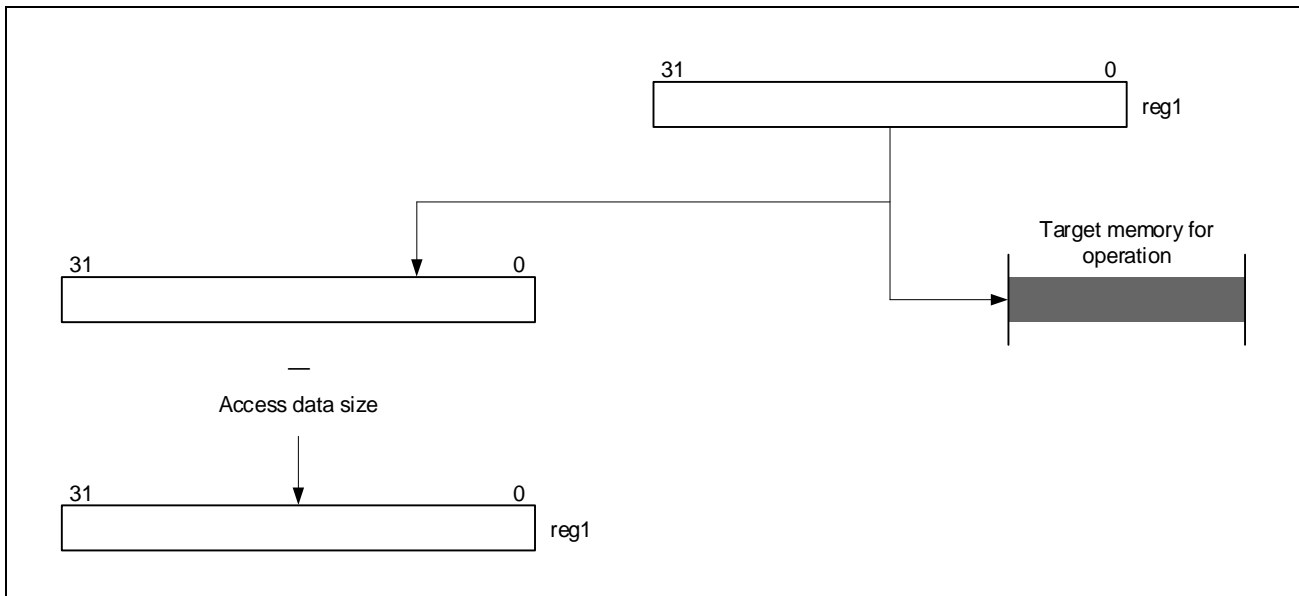 31 0
reg1
Target memory for
operation
31 0
—
Access data size
31 0
reg1